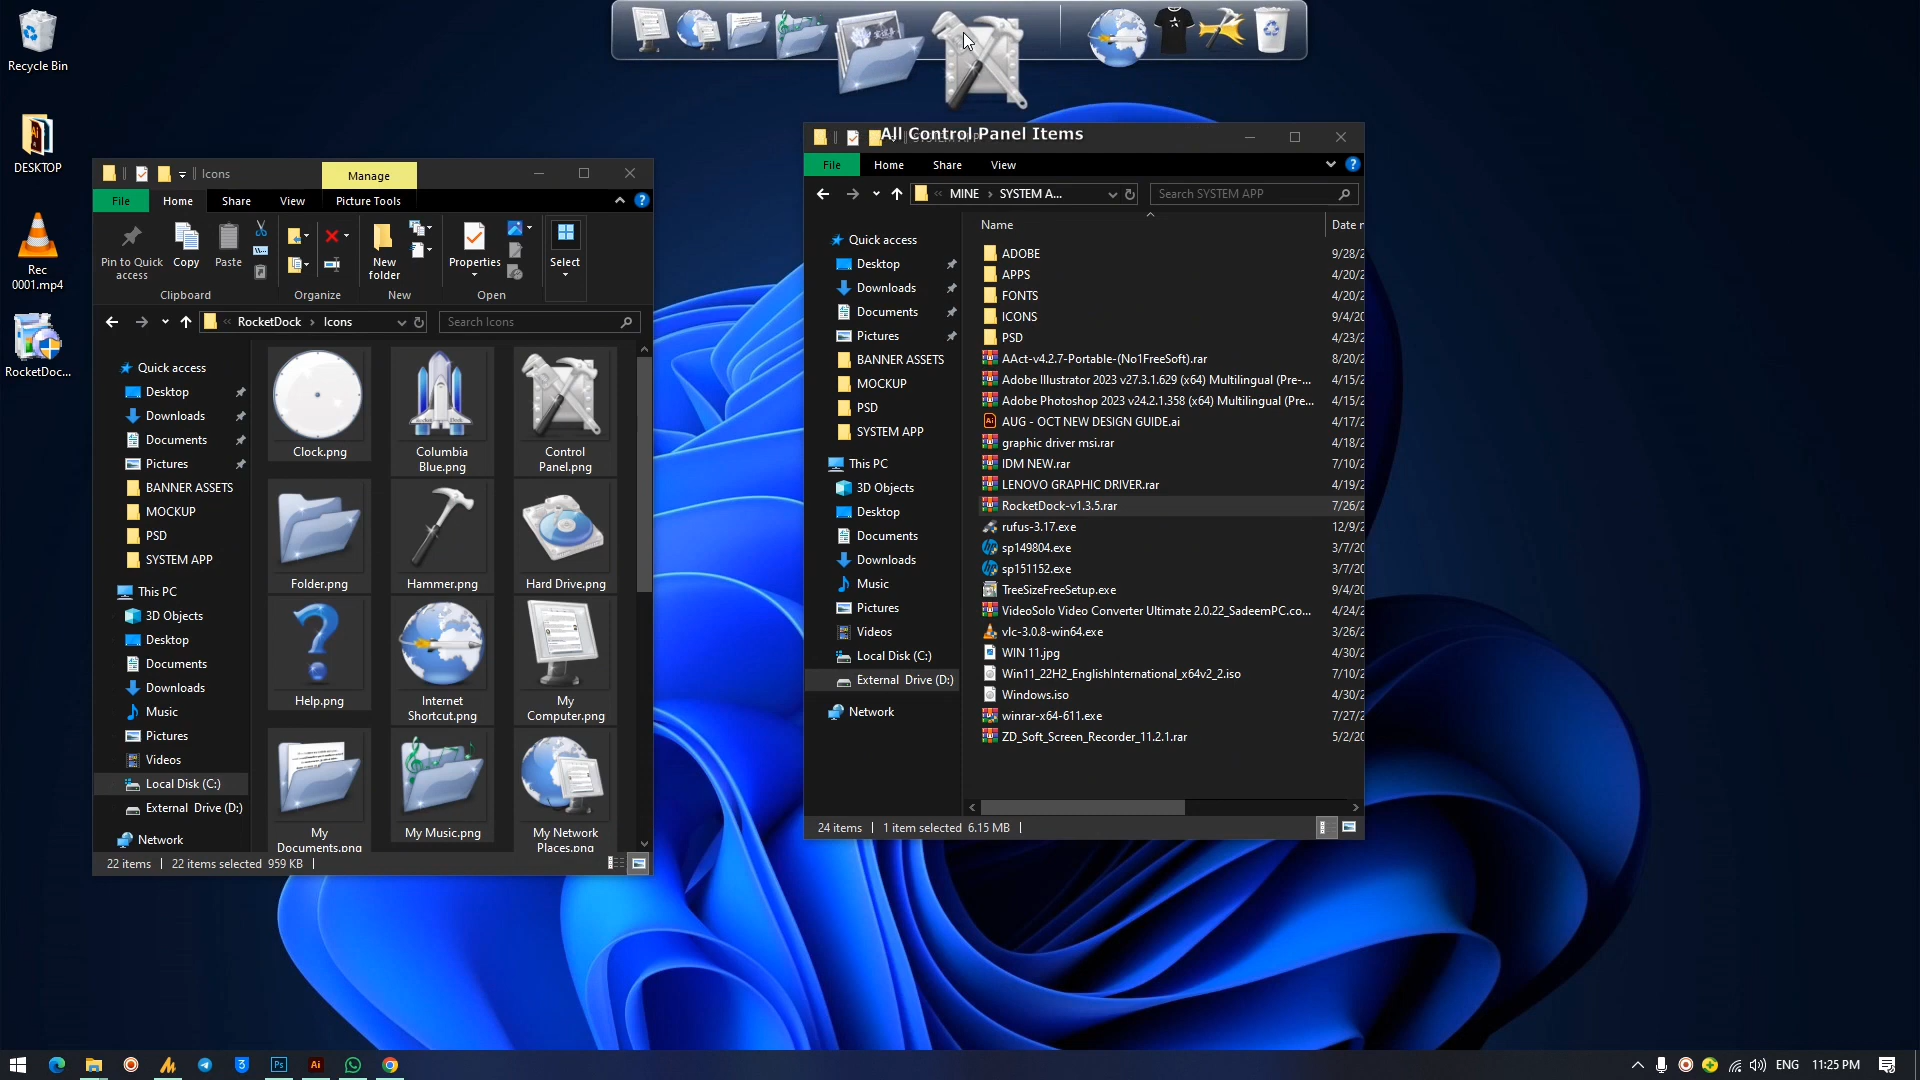 Recycle Bin
DESKTOP
Rec
0001.mp4
RocketDoc...
All Control Panel Items
Icons
Manage
File
Home
Share
View
Picture Tools
Pin to Quick
access
Copy
Paste
New
folder
Properties
Select
Clipboard
Organize
New
Open
RocketDock
Icons
Search Icons
Quick access
Desktop
Downloads
Documents
Pictures
BANNER ASSETS
MOCKUP
PSD
SYSTEM APP
This PC
3D Objects
Desktop
Documents
Downloads
Music
Pictures
Videos
Local Disk (C:)
External Drive (D:)
Network
Clock.png
Columbia
Blue.png
Control
Panel.png
Folder.png
Hammer.png
Hard Drive.png
Help.png
Internet
Shortcut.png
My
Computer.png
My
Documents.png
My Music.png
My Network
Places.png
22 items
22 items selected 959 KB
File
Home
Share
View
MINE
SYSTEM A...
Search SYSTEM APP
Quick access
Desktop
Downloads
Documents
Pictures
BANNER ASSETS
MOCKUP
PSD
SYSTEM APP
This PC
3D Objects
Desktop
Documents
Downloads
Music
Pictures
Videos
Local Disk (C:)
External Drive (D:)
Network
Name
Date
ADOBE 9/28/2
APPS 4/20/2
FONTS 4/20/2
ICONS 9/4/20
PSD 4/23/2
AAct-v4.2.7-Portable-(No1FreeSoft).rar 8/20/2
Adobe Illustrator 2023 v27.3.1.629 (x64) Multilingual (Pre-... 4/15/2
Adobe Photoshop 2023 v24.2.1.358 (x64) Multilingual (Pre... 4/15/2
AUG - OCT NEW DESIGN GUIDE.ai 4/17/2
graphic driver msi.rar 4/18/2
IDM NEW.rar 7/10/2
LENOVO GRAPHIC DRIVER.rar 4/19/2
RocketDock-v1.3.5.rar 7/26/2
rufus-3.17.exe 12/9/2
sp149804.exe 3/7/20
sp151152.exe 3/7/20
TreeSizeFreeSetup.exe 9/4/20
VideoSolo Video Converter Ultimate 2.0.22_SadeemPC.co... 4/24/2
vlc-3.0.8-win64.exe 3/26/2
WIN 11.jpg 4/30/2
Win11_22H2_EnglishInternational_x64v2_2.iso 7/10/2
Windows.iso 4/30/2
winrar-x64-611.exe 7/27/2
ZD_Soft_Screen_Recorder_11.2.1.rar 5/2/20
24 items
1 item selected 6.15 MB
Ps
Ai
ENG
11:25 PM